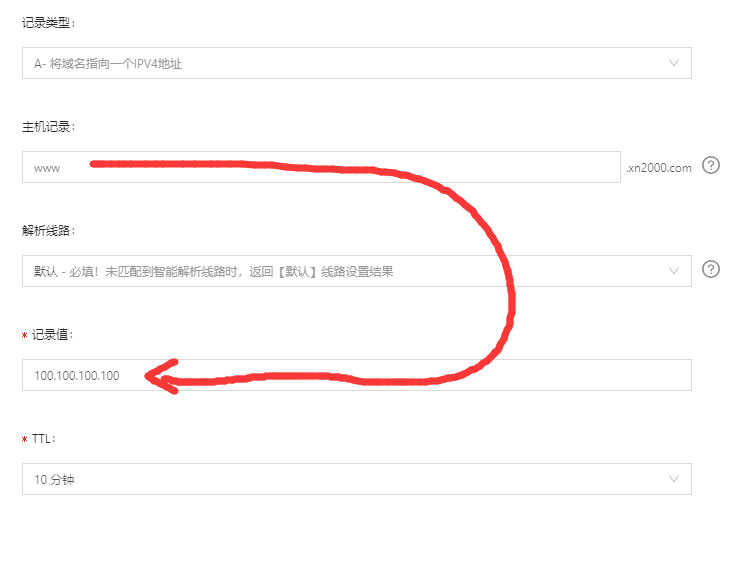 记录类型：
A- 将域名指向一个IPV4地址
主机记录：
www .xn2000.com ?
解析线路：
默认 - 必填！未匹配到智能解析线路时，返回【默认】线路设置结果 ?
* 记录值：
100.100.100.100
* TTL：
10 分钟